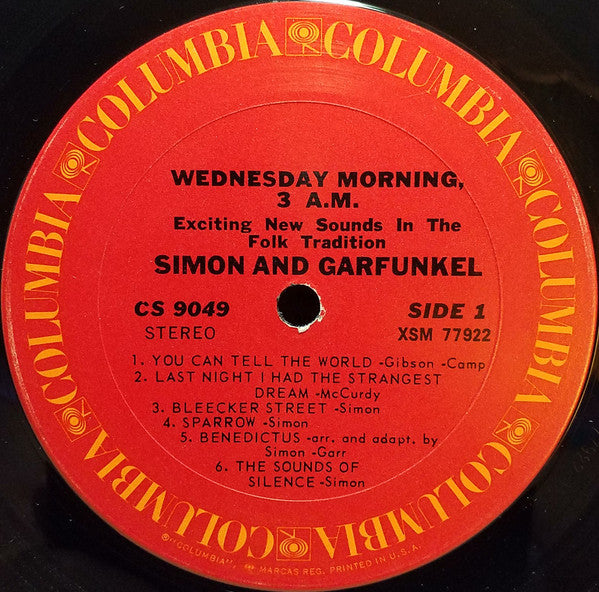 COLUMBIA COLUMBIA COLUMBIA COLUMBIA COLUMBIA COLUMBIA
WEDNESDAY MORNING,
3 A.M.
Exciting New Sounds In The
Folk Tradition
SIMON AND GARFUNKEL
CS 9049 SIDE 1
STEREO XSM 77922
1. YOU CAN TELL THE WORLD -Gibson -Camp
2. LAST NIGHT I HAD THE STRANGEST
DREAM -McCurdy
3. BLEECKER STREET -Simon
4. SPARROW -Simon
5. BENEDICTUS -arr. and adapt. by
Simon -Garr
6. THE SOUNDS OF
SILENCE -Simon
®"COLUMBIA", MARCAS REG. PRINTED IN U.S.A.